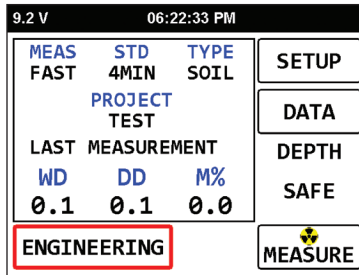 9.2 V 06:22:33 PM
MEAS STD TYPE
FAST 4MIN SOIL
PROJECT
TEST
LAST MEASUREMENT
WD DD M%
0.1 0.1 0.0
ENGINEERING
SETUP
DATA
DEPTH
SAFE
MEASURE